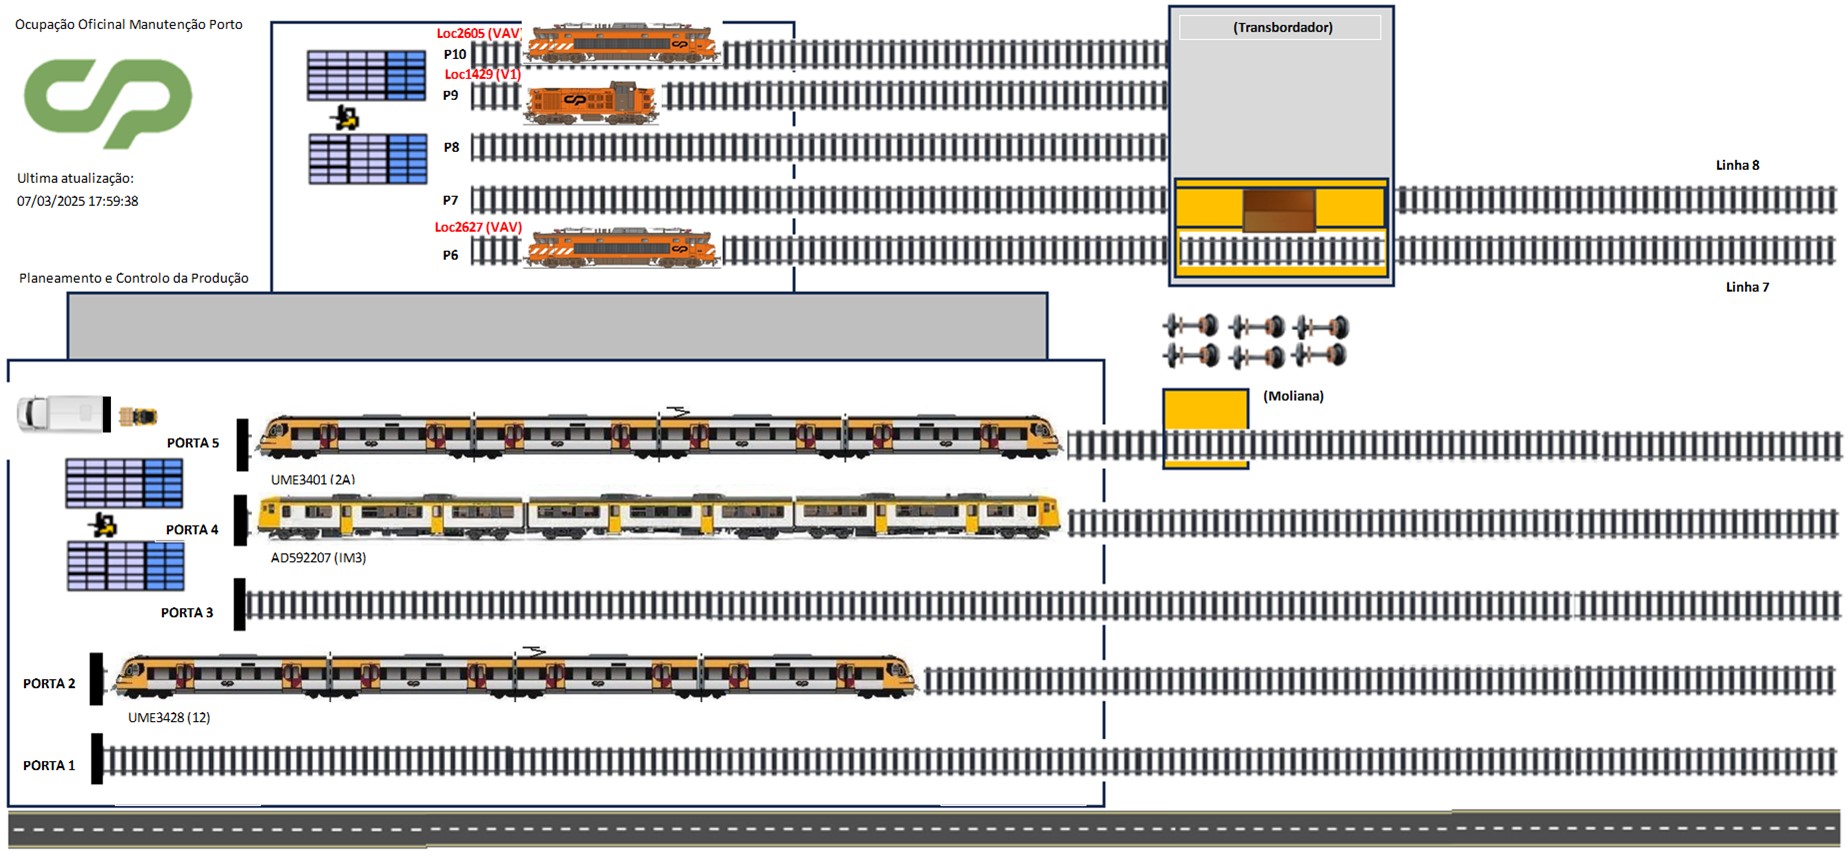 Ocupação Oficinal Manutenção Porto
CP
Ultima atualização:
07/03/2025 17:59:38
Planeamento e Controlo da Produção
Loc2605 (VAV)
P10
Loc1429 (V1)
P9
P8
P7
Loc2627 (VAV)
P6
(Transbordador)
Linha 8
Linha 7
(Moliana)
PORTA 5
UME3401 (2A)
PORTA 4
AD592207 (IM3)
PORTA 3
PORTA 2
UME3428 (12)
PORTA 1